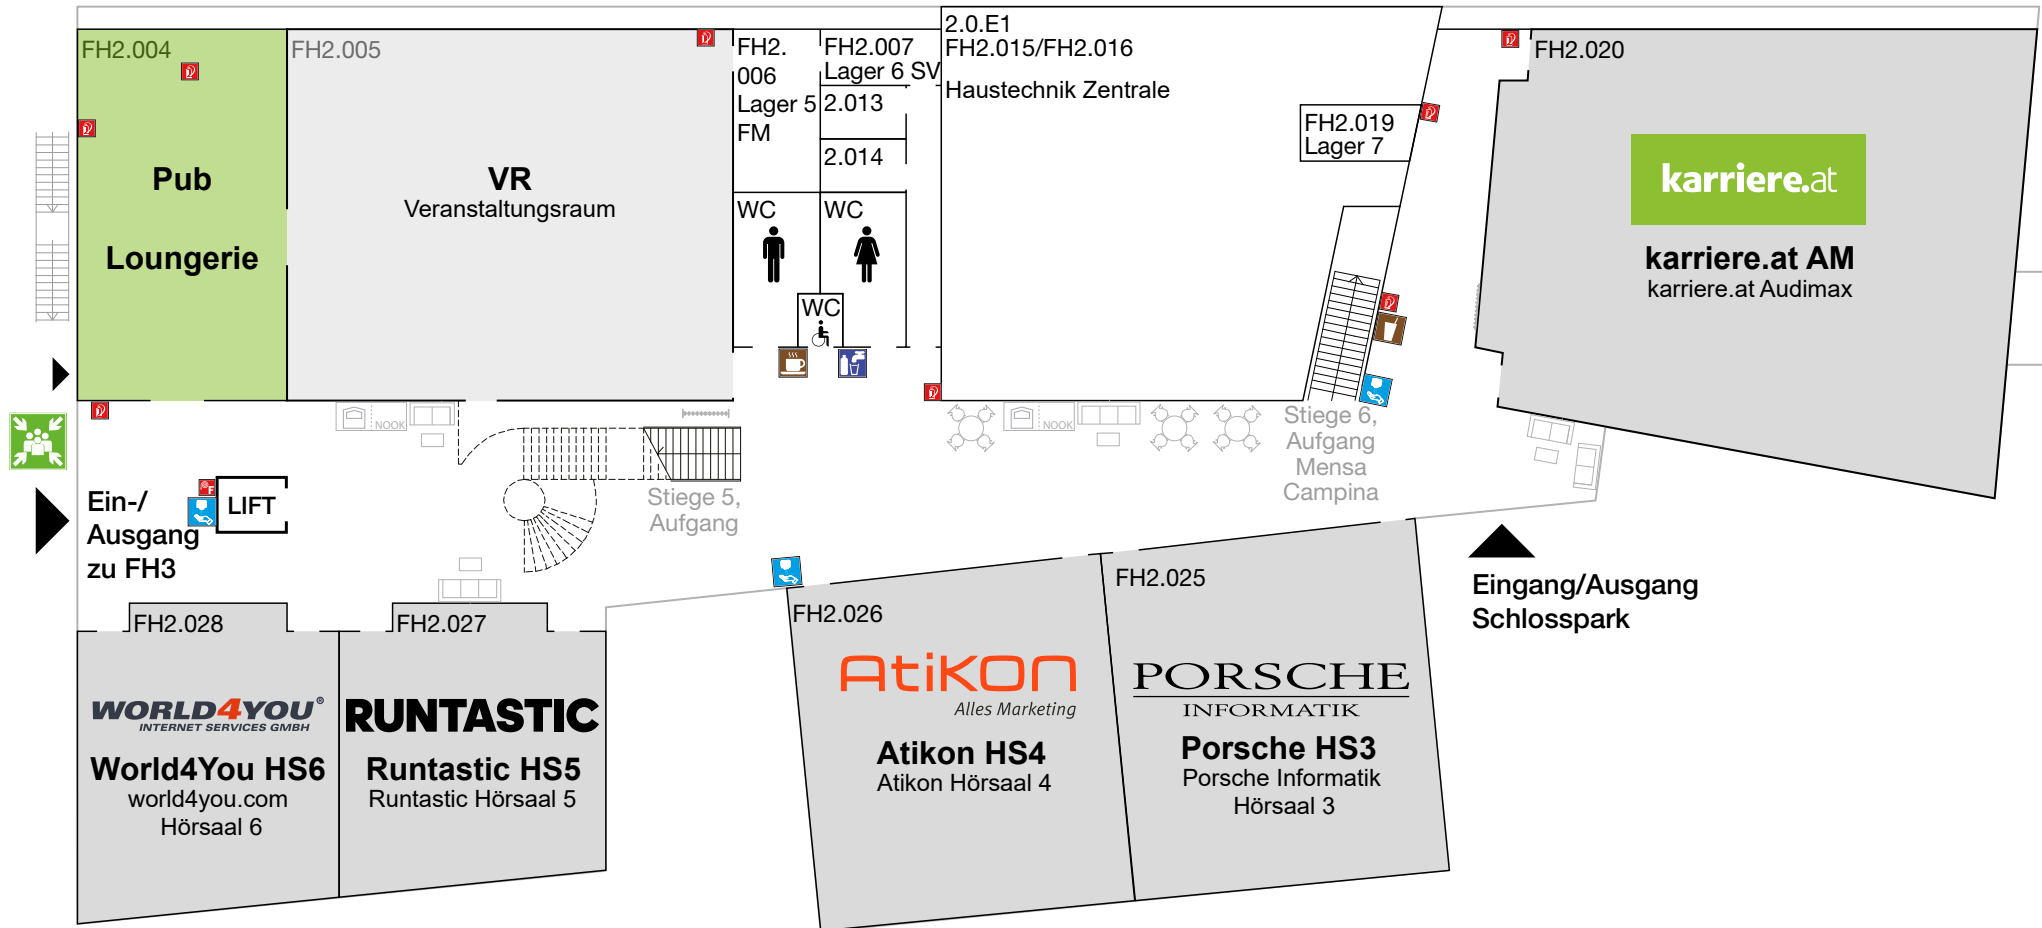 FH2.004
FH2.005
FH2.
006
Lager 5
FM
FH2.007
Lager 6 SV
2.013
2.014
2.0.E1
FH2.015/FH2.016
Haustechnik Zentrale
FH2.019
Lager 7
FH2.020
Pub
Loungerie
VR
Veranstaltungsraum
WC
WC
WC
karriere.at
karriere.at AM
karriere.at Audimax
NOOK
NOOK
Stiege 5,
Aufgang
Stiege 6,
Aufgang
Mensa
Campina
Ein-/
Ausgang
zu FH3
F
LIFT
Eingang/Ausgang
Schlosspark
FH2.028
WORLD4YOU®
INTERNET SERVICES GMBH
World4You HS6
world4you.com
Hörsaal 6
FH2.027
RUNTASTIC
Runtastic HS5
Runtastic Hörsaal 5
FH2.026
AtiKON
Alles Marketing
Atikon HS4
Atikon Hörsaal 4
FH2.025
PORSCHE
INFORMATIK
Porsche HS3
Porsche Informatik
Hörsaal 3